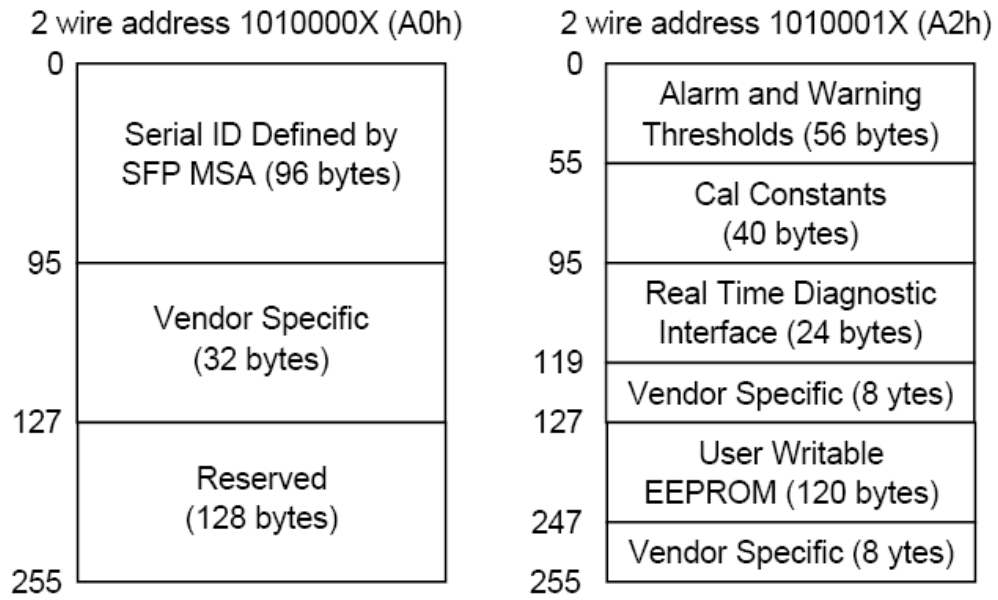 2 wire address 1010000X (A0h)
0
Serial ID Defined by
SFP MSA (96 bytes)
95
Vendor Specific
(32 bytes)
127
Reserved
(128 bytes)
255
2 wire address 1010001X (A2h)
0
Alarm and Warning
Thresholds (56 bytes)
55
Cal Constants
(40 bytes)
95
Real Time Diagnostic
Interface (24 bytes)
119
Vendor Specific (8 ytes)
127
User Writable
EEPROM (120 bytes)
247
Vendor Specific (8 ytes)
255